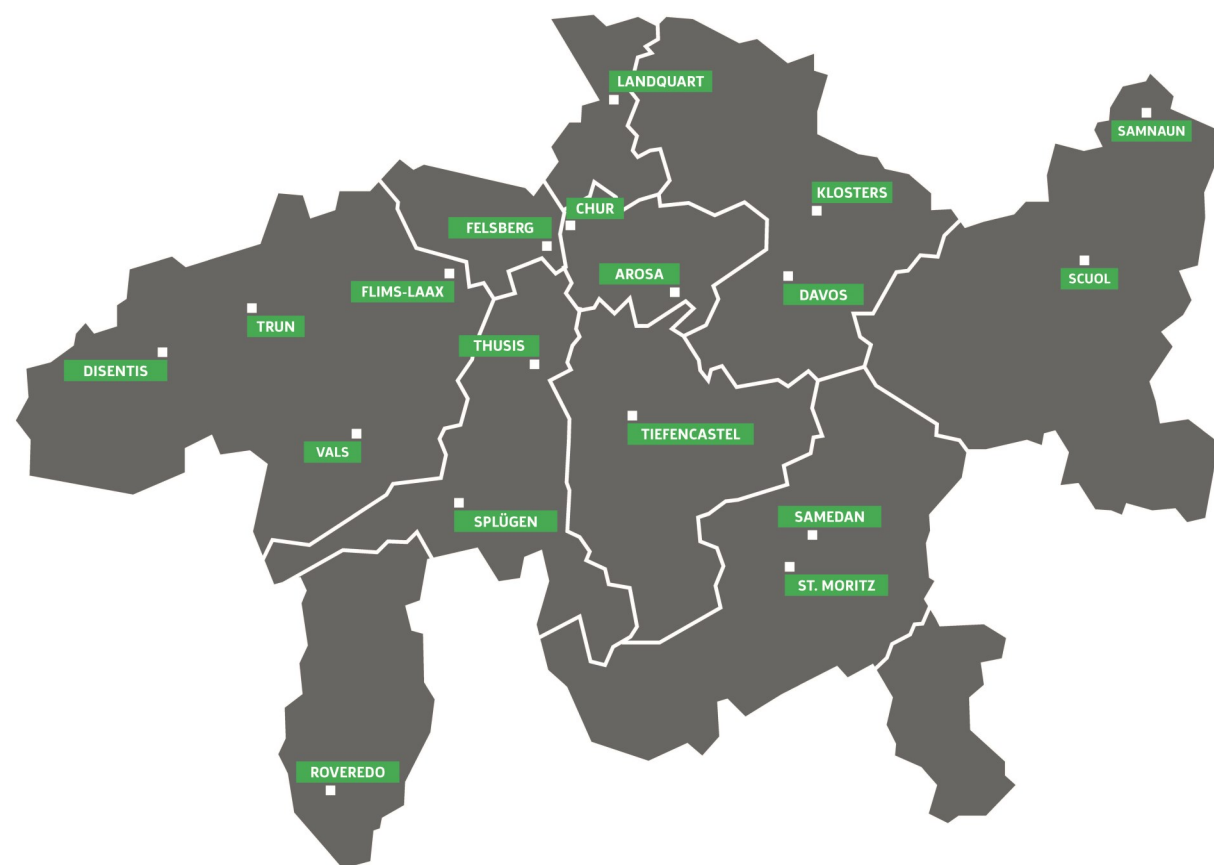 LANDQUART
SAMNAUN
KLOSTERS
CHUR
FELSBERG
AROSA
SCUOL
FLIMS-LAAX
DAVOS
TRUN
THUSIS
DISENTIS
TIEFENCASTEL
VALS
SAMEDAN
SPLÜGEN
ST. MORITZ
ROVEREDO